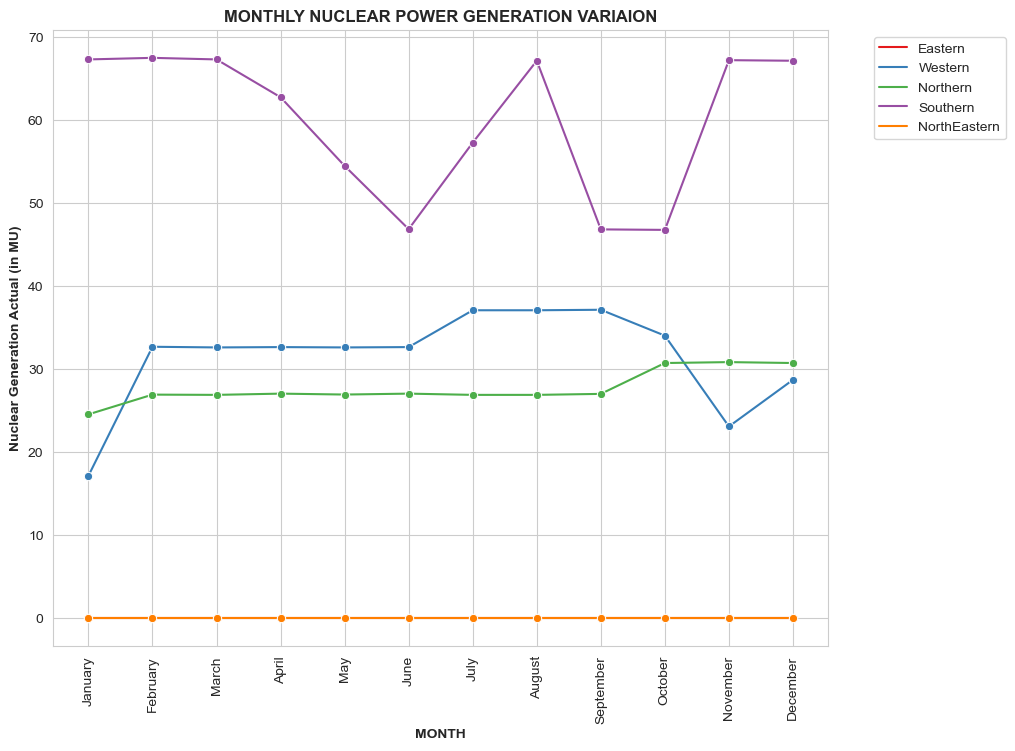 MONTHLY NUCLEAR POWER GENERATION VARIAION
70
60
50
40
30
20
10
0
Nuclear Generation Actual (in MU)
January
February
March
April
May
June
July
August
September
October
November
December
MONTH
Eastern
Western
Northern
Southern
NorthEastern